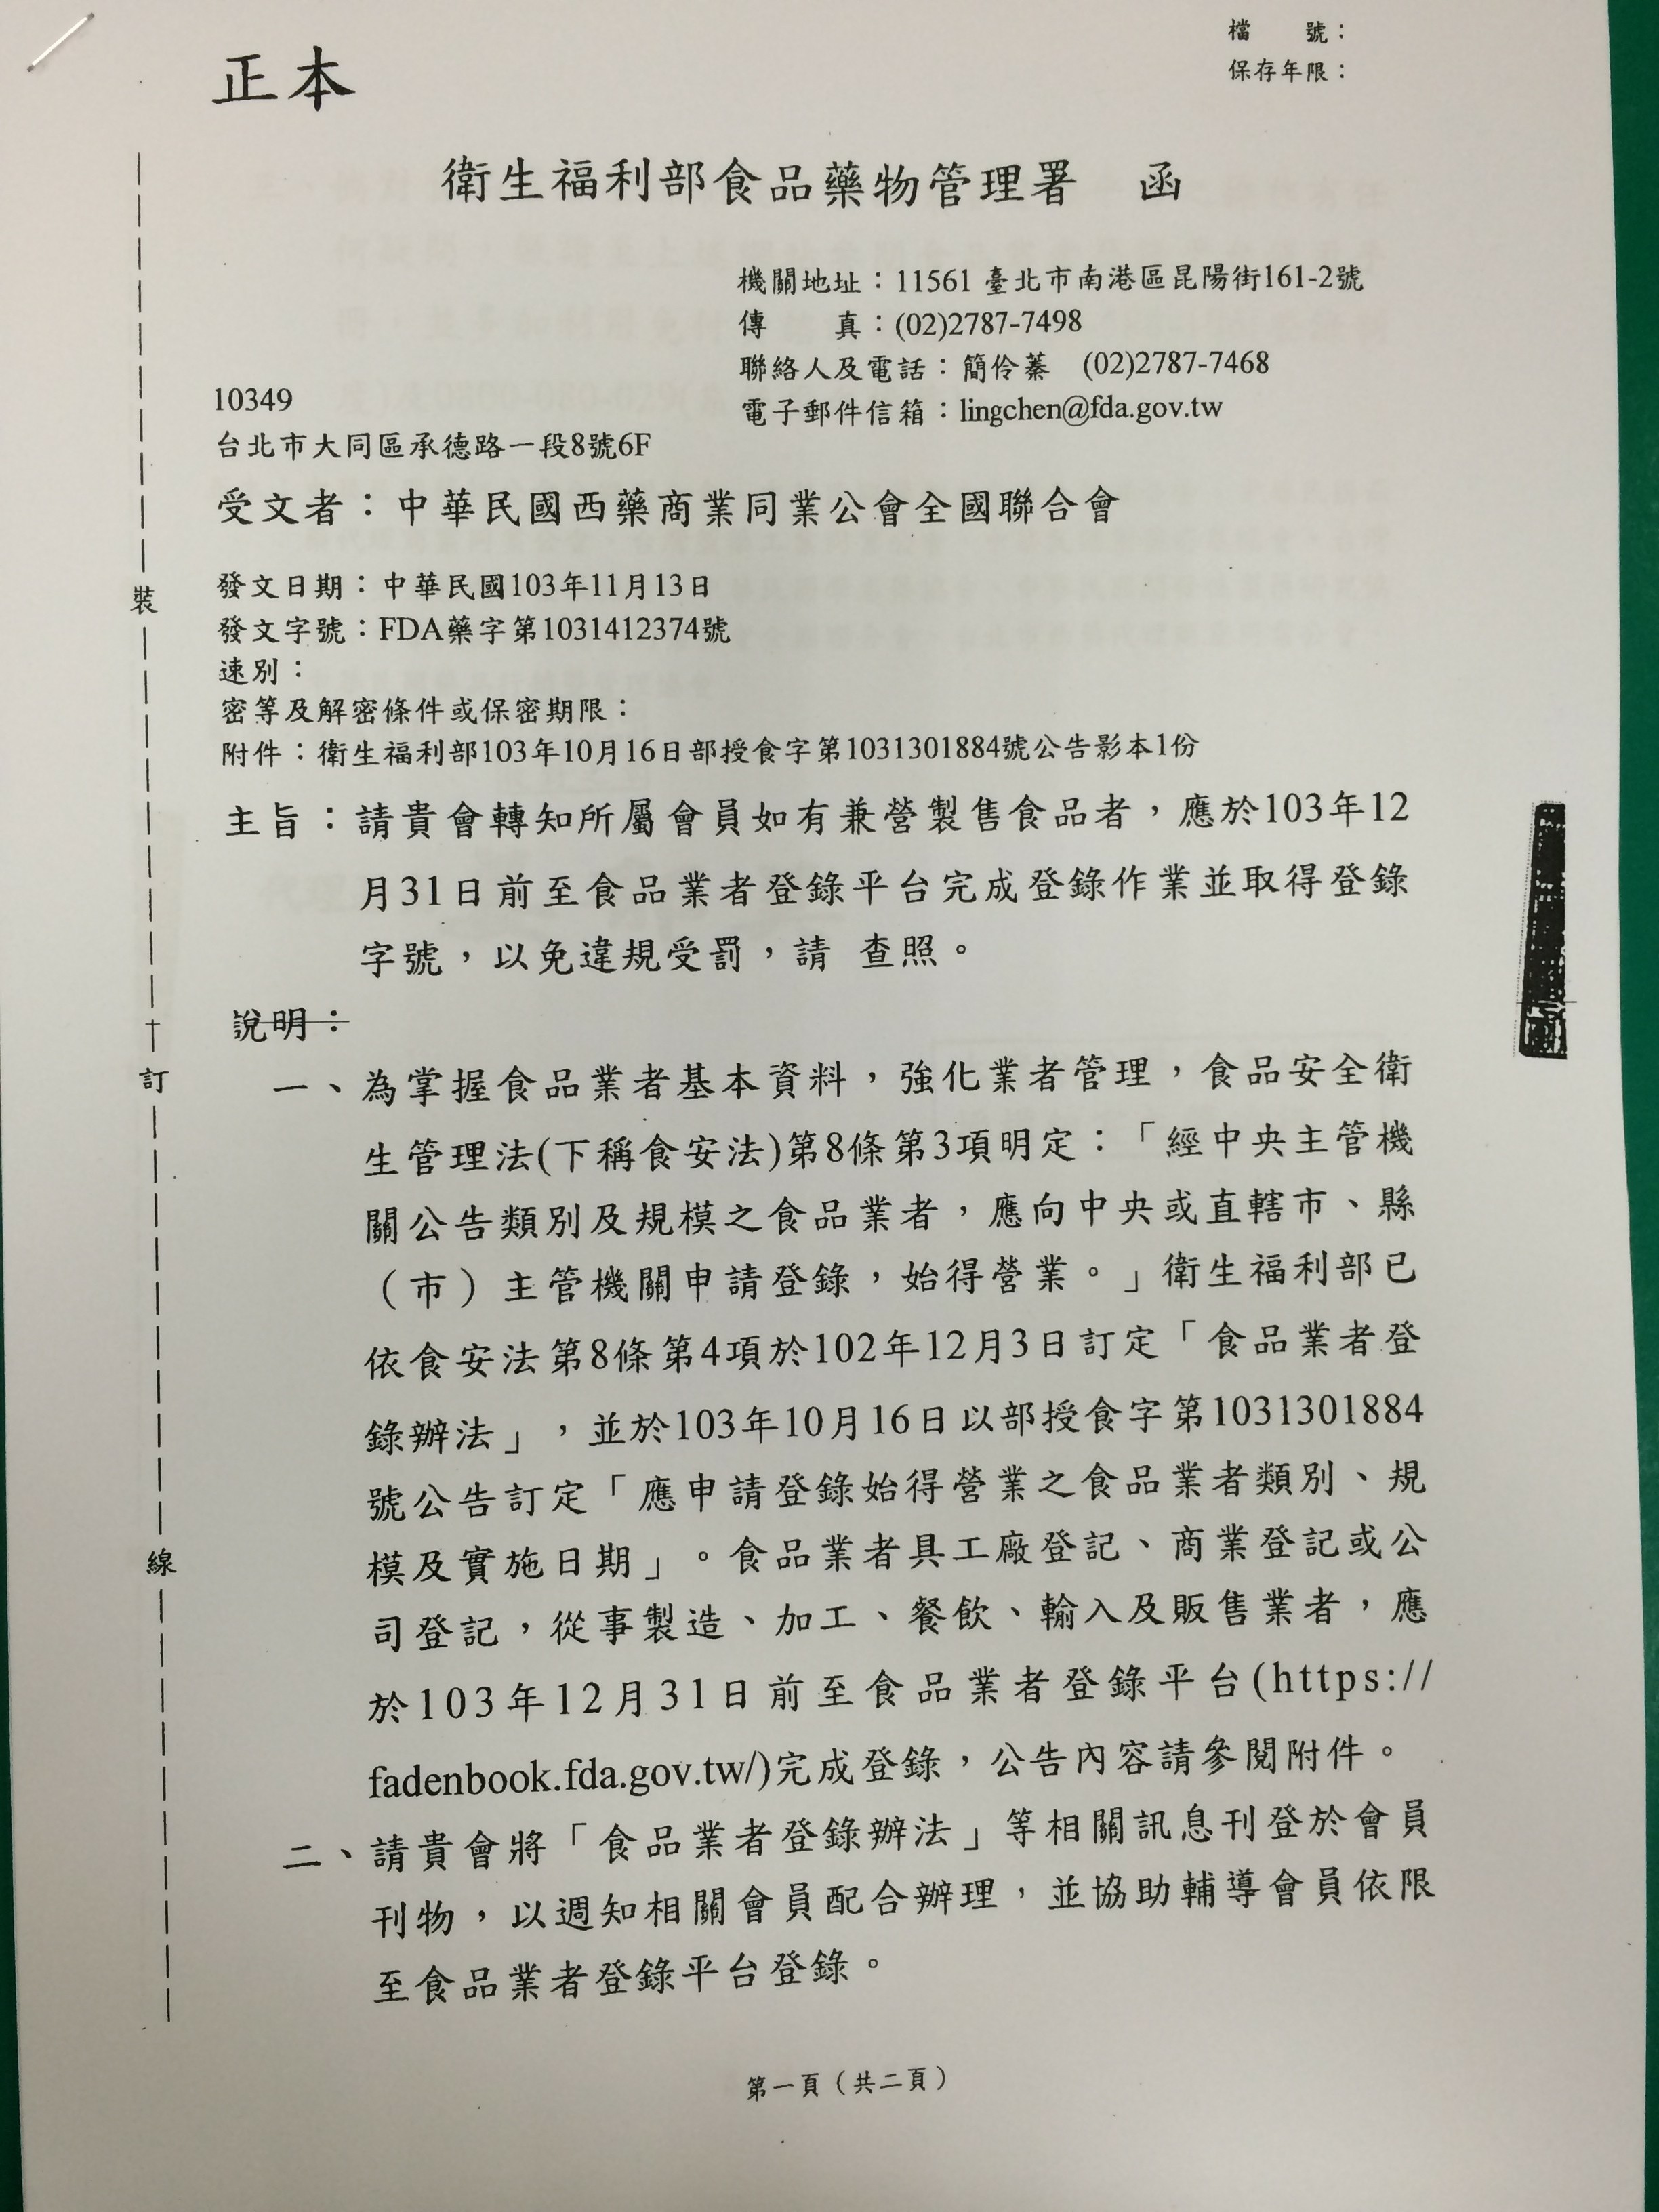 檔　　號：
保存年限：
正本
衛生福利部食品藥物管理署　函
機關地址：11561 臺北市南港區昆陽街161-2號
傳　　真：(02)2787-7498
聯絡人及電話：簡伶蓁　(02)2787-7468
電子郵件信箱：lingchen@fda.gov.tw
10349
台北市大同區承德路一段8號6F
受文者：中華民國西藥商業同業公會全國聯合會
發文日期：中華民國103年11月13日
發文字號：FDA藥字第1031412374號
速別：
密等及解密條件或保密期限：
附件：衛生福利部103年10月16日部授食字第1031301884號公告影本1份
主旨：請貴會轉知所屬會員如有兼營製售食品者，應於103年12
月31日前至食品業者登錄平台完成登錄作業並取得登錄
字號，以免違規受罰，請 查照。
說明：
一、為掌握食品業者基本資料，強化業者管理，食品安全衛
生管理法(下稱食安法)第8條第3項明定：「經中央主管機
關公告類別及規模之食品業者，應向中央或直轄市、縣
（市）主管機關申請登錄，始得營業。」衛生福利部已
依食安法第8條第4項於102年12月3日訂定「食品業者登
錄辦法」，並於103年10月16日以部授食字第1031301884
號公告訂定「應申請登錄始得營業之食品業者類別、規
模及實施日期」。食品業者具工廠登記、商業登記或公
司登記，從事製造、加工、餐飲、輸入及販售業者，應
於103年12月31日前至食品業者登錄平台(https://
fadenbook.fda.gov.tw/)完成登錄，公告內容請參閱附件。
二、請貴會將「食品業者登錄辦法」等相關訊息刊登於會員
刊物，以週知相關會員配合辦理，並協助輔導會員依限
至食品業者登錄平台登錄。
裝
訂
線
第一頁（共二頁）